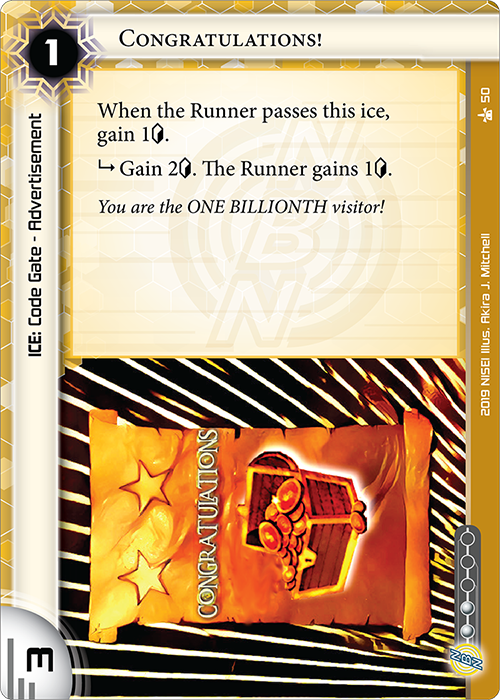 1
CONGRATULATIONS!
When the Runner passes this ice,
gain 1.
↳ Gain 2. The Runner gains 1.
You are the ONE BILLIONTH visitor!
NBN
ICE: Code Gate - Advertisement
50
2019 NISEI Illus. Akira J. Mitchell
CONGRATULATIONS
3